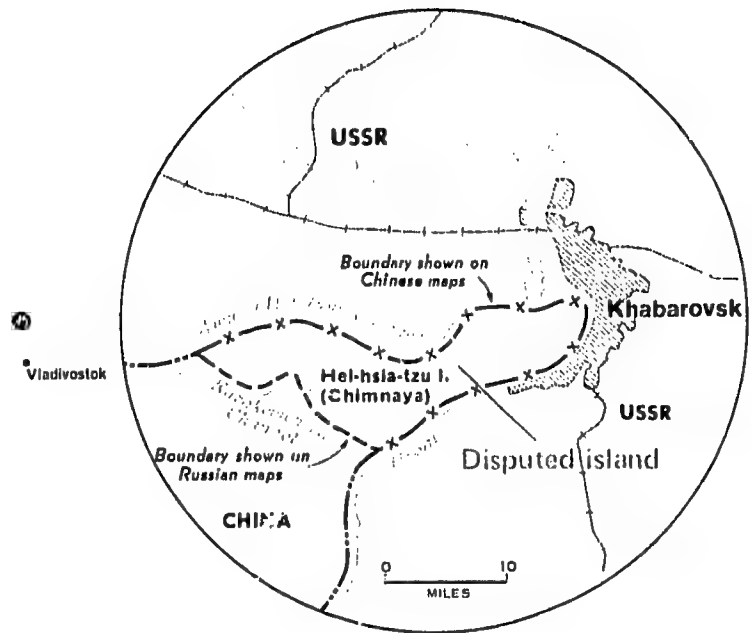 USSR
Boundary shown on
Chinese maps
Khabarovsk
Vladivostok
Hei-hsia-tzu I.
(Chimnaya)
USSR
Disputed island
Boundary shown on
Russian maps
CHINA
0 10
MILES